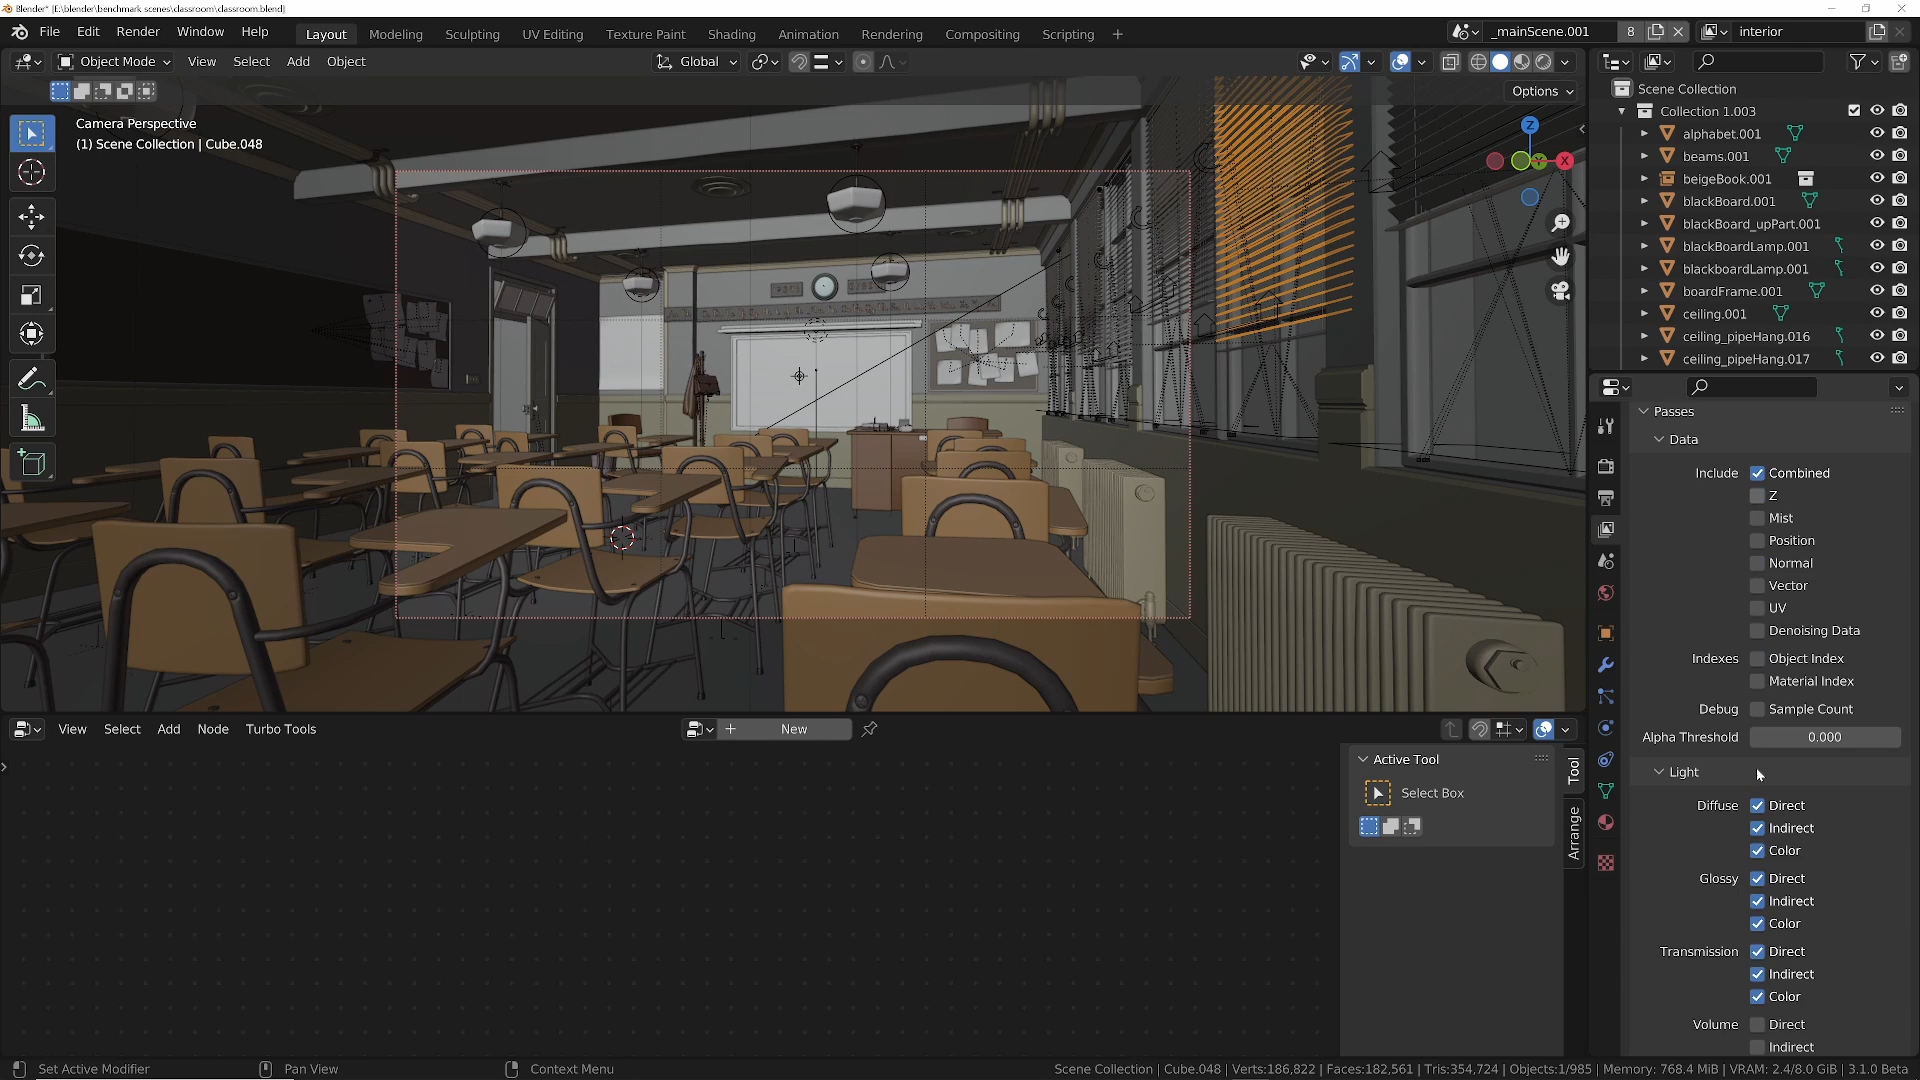 Blender* [E:\blender\benchmark scenes\classroom\classroom.blend]
File Edit Render Window Help
Layout Modeling Sculpting UV Editing Texture Paint Shading Animation Rendering Compositing Scripting +
_mainScene.001 8
interior
Object Mode View Select Add Object
Global
Options
Camera Perspective
(1) Scene Collection | Cube.048
Z
X
Scene Collection
Collection 1.003
alphabet.001
beams.001
beigeBook.001
blackBoard.001
blackBoard_upPart.001
blackBoardLamp.001
blackboardLamp.001
boardFrame.001
ceiling.001
ceiling_pipeHang.016
ceiling_pipeHang.017
Passes
Data
Include Combined
Z
Mist
Position
Normal
Vector
UV
Denoising Data
Indexes Object Index
Material Index
Debug Sample Count
Alpha Threshold 0.000
Light
Diffuse Direct
Indirect
Color
Glossy Direct
Indirect
Color
Transmission Direct
Indirect
Color
Volume Direct
Indirect
View Select Add Node Turbo Tools
+ New
Active Tool
Select Box
Tool
Arrange
Set Active Modifier
Pan View
Context Menu
Scene Collection | Cube.048 | Verts:186,822 | Faces:182,561 | Tris:354,724 | Objects:1/985 | Memory: 768.4 MiB | VRAM: 2.4/8.0 GiB | 3.1.0 Beta